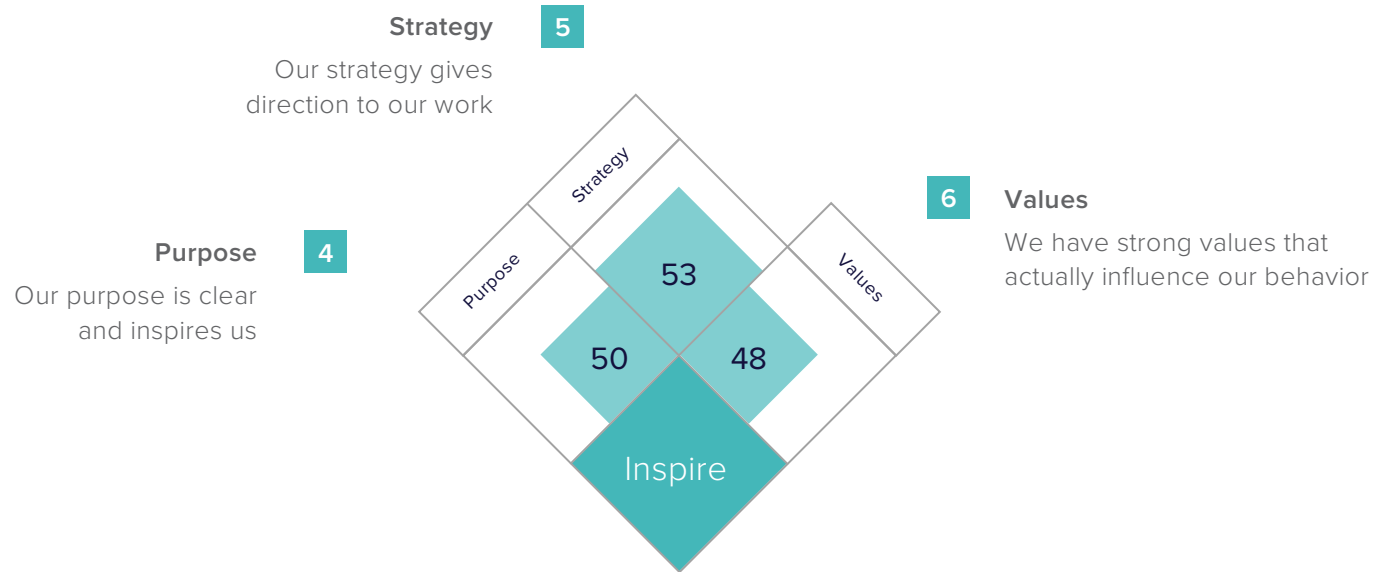 Strategy
5
Our strategy gives
direction to our work
Strategy
6
Values
We have strong values that
actually influence our behavior
Purpose
4
Our purpose is clear
and inspires us
Purpose
Values
53
50
48
Inspire